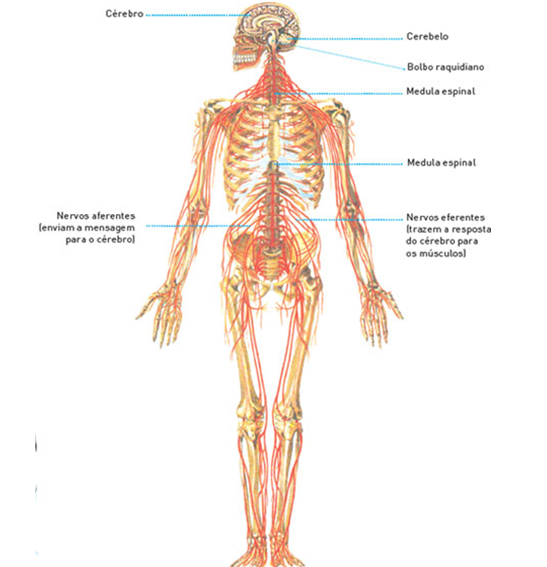 Cérebro
Cerebelo
Bolbo raquidiano
Medula espinal
Medula espinal
Nervos aferentes
(enviam a mensagem
para o cérebro)
Nervos eferentes
(trazem a resposta
do cérebro para
os músculos)